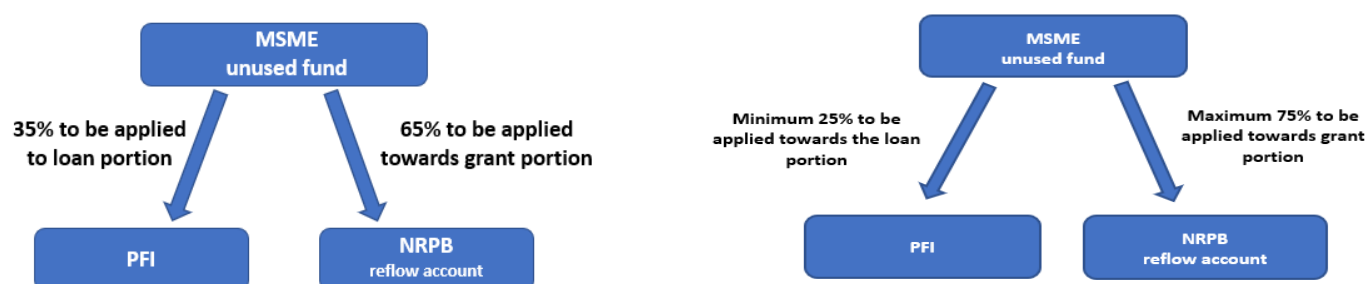 MSME
unused fund
35% to be applied
to loan portion
65% to be applied
towards grant portion
PFI
NRPB
reflow account
MSME
unused fund
Minimum 25% to be
applied towards the loan
portion
Maximum 75% to be
applied towards grant
portion
PFI
NRPB
reflow account